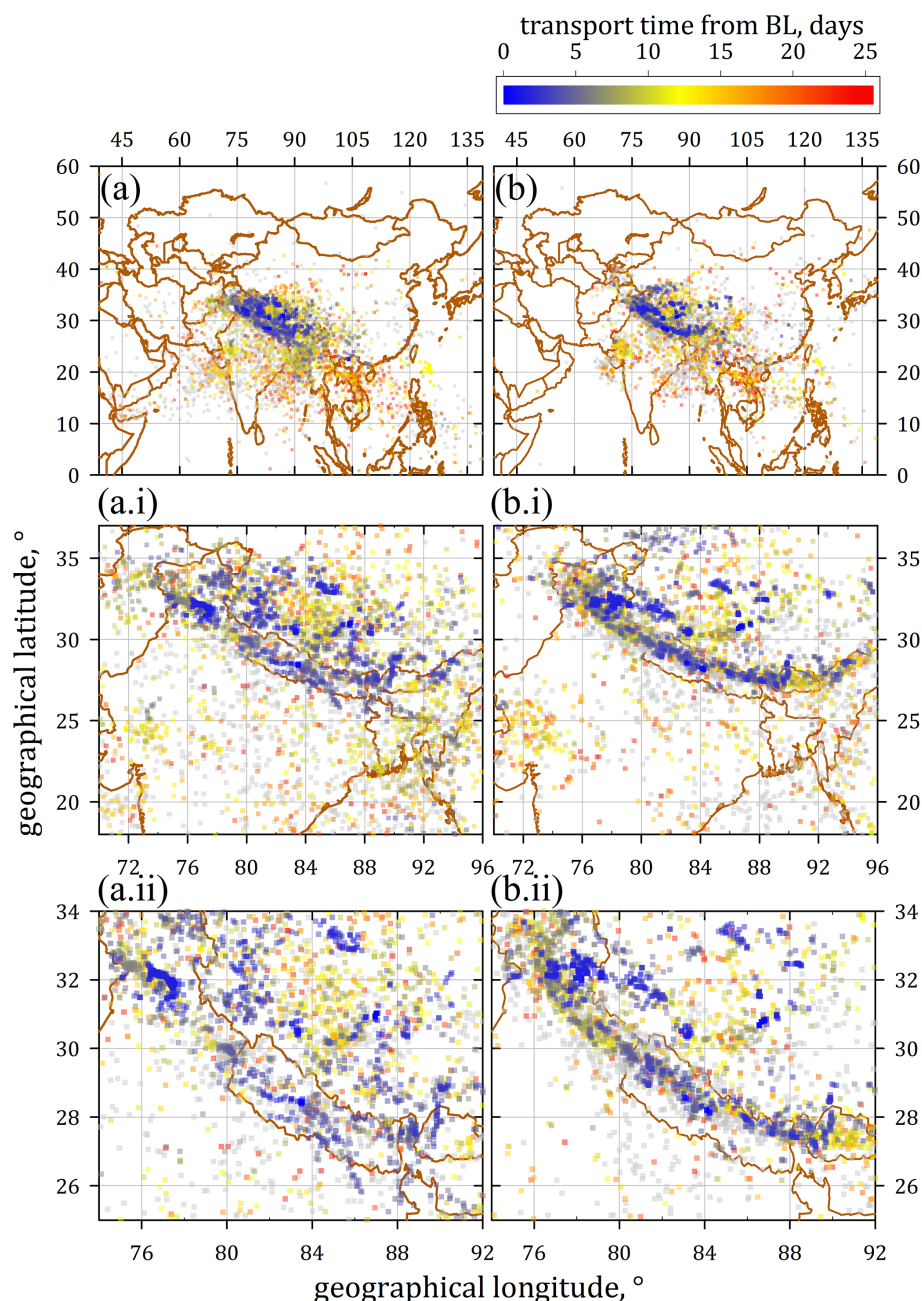 transport time from BL, days
0 5 10 15 20 25
45 60 75 90 105 120 135 45 60 75 90 105 120 135
60 (a) (b) 60
50 50
40 40
30 30
20 20
10 10
0 0
(a.i) (b.i)
35 35
30 30
25 25
20 20
72 76 80 84 88 92 96 72 76 80 84 88 92 96
(a.ii) (b.ii)
34 34
32 32
30 30
28 28
26 26
76 80 84 88 92 76 80 84 88 92
geographical latitude, °
geographical longitude, °